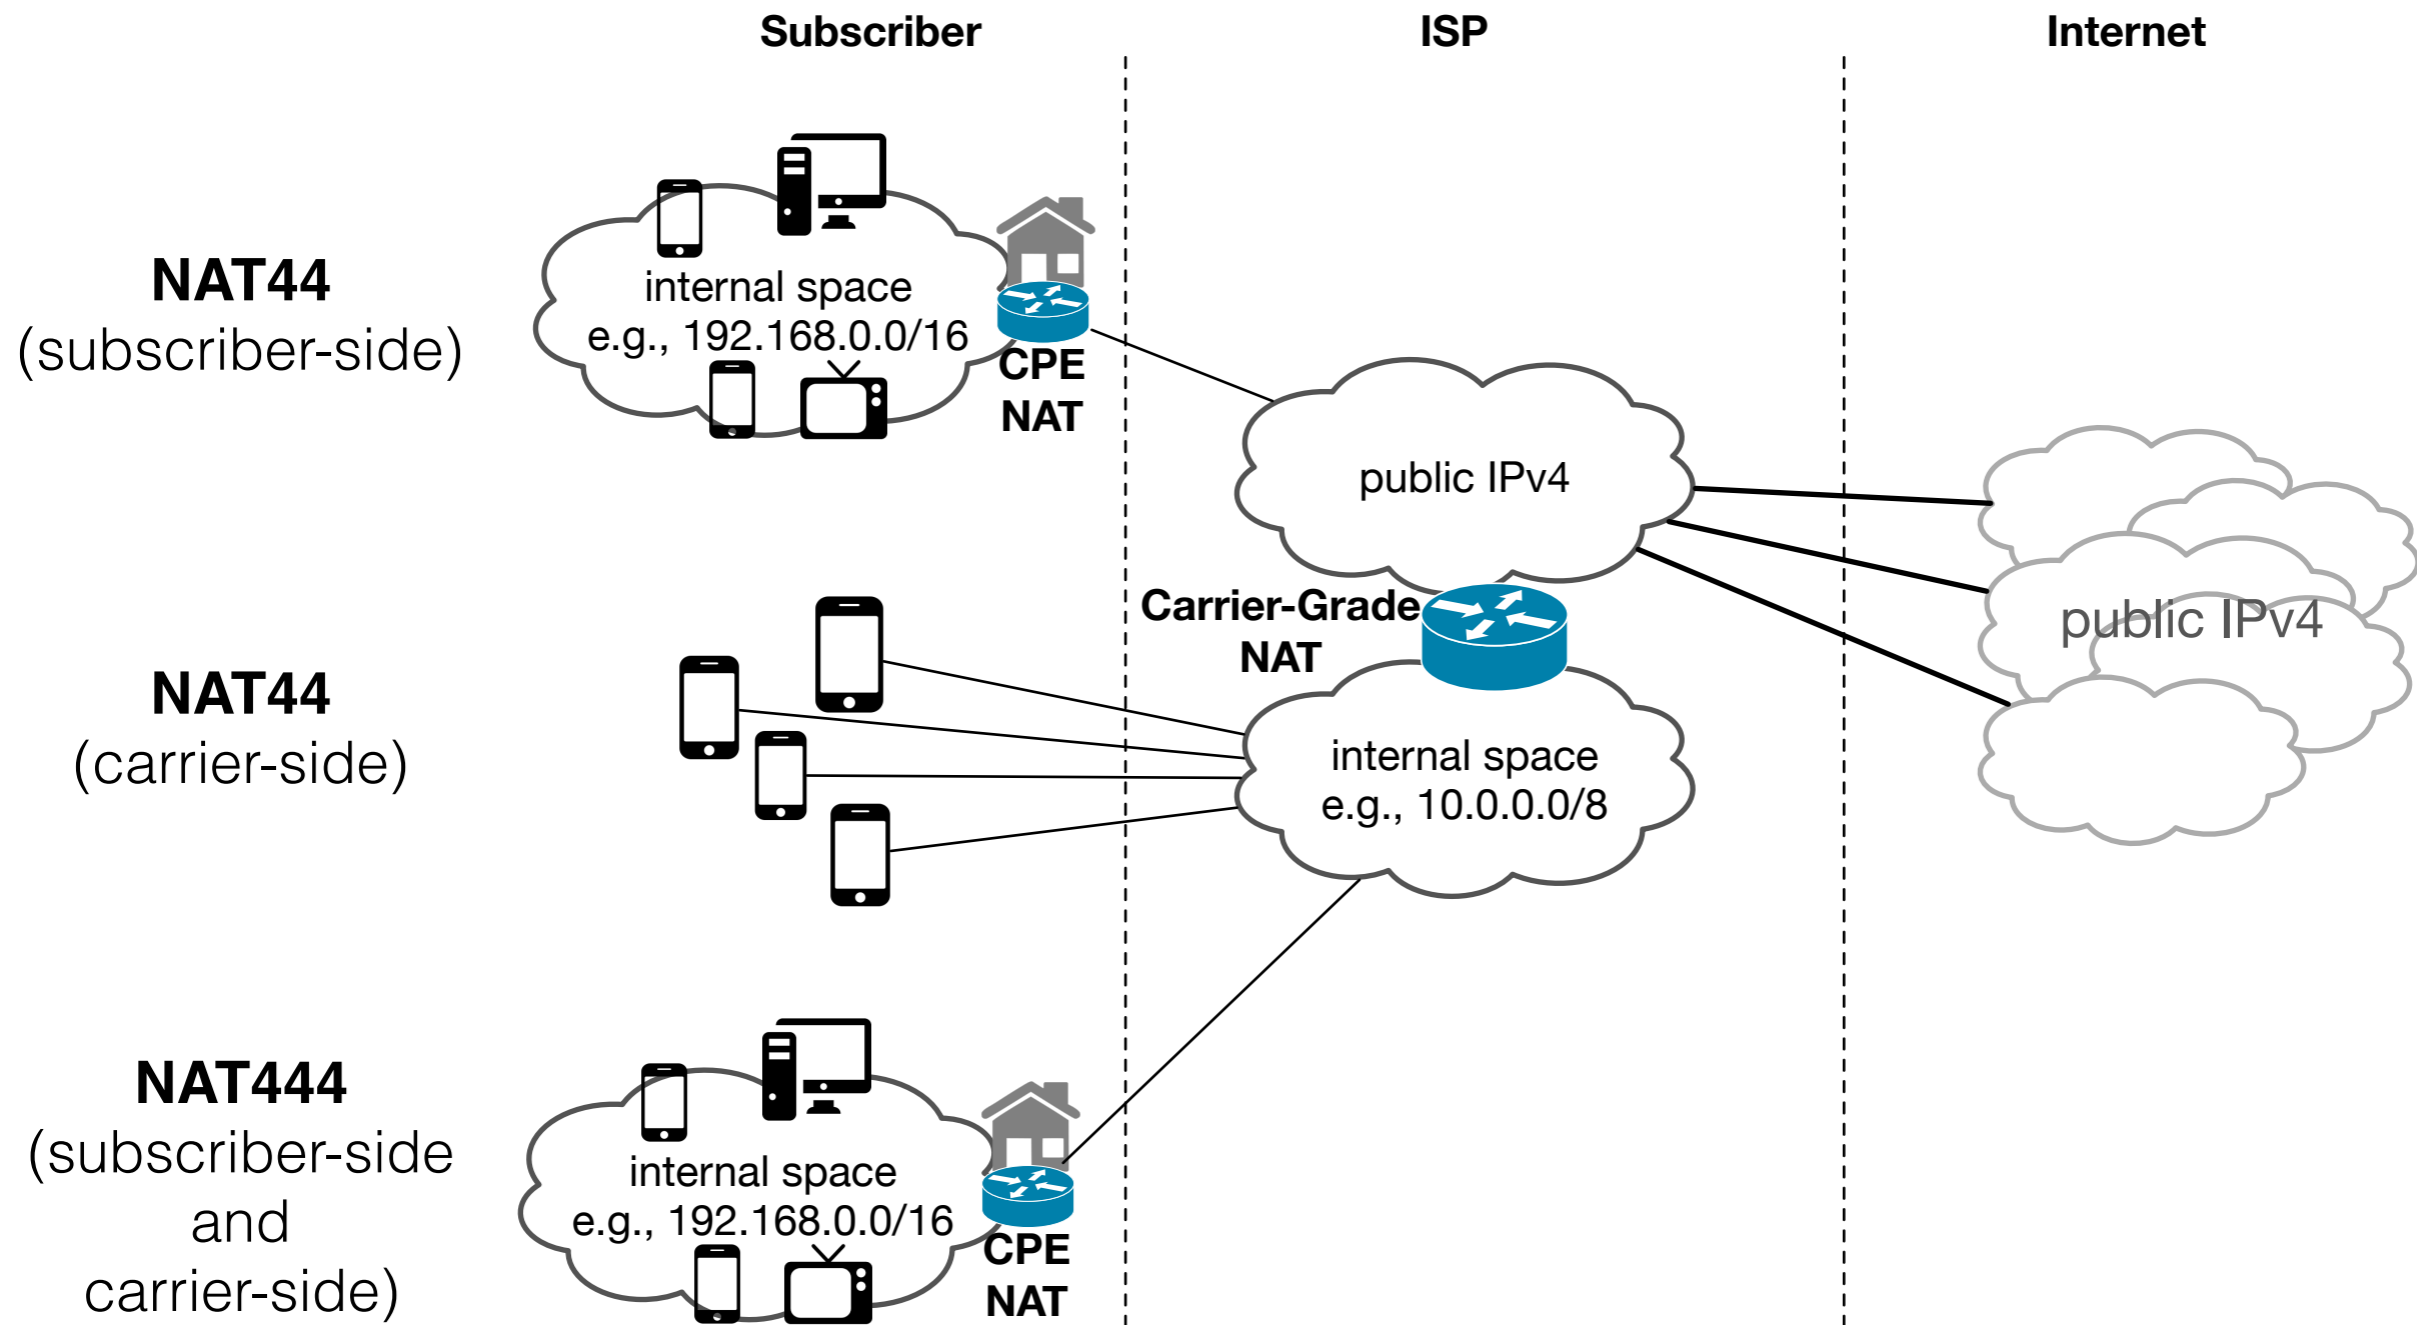 Subscriber
ISP
Internet
NAT44
(subscriber-side)
internal space
e.g., 192.168.0.0/16
CPE
NAT
public IPv4
public IPv4
Carrier-Grade
NAT
NAT44
(carrier-side)
internal space
e.g., 10.0.0.0/8
NAT444
(subscriber-side
and
carrier-side)
internal space
e.g., 192.168.0.0/16
CPE
NAT